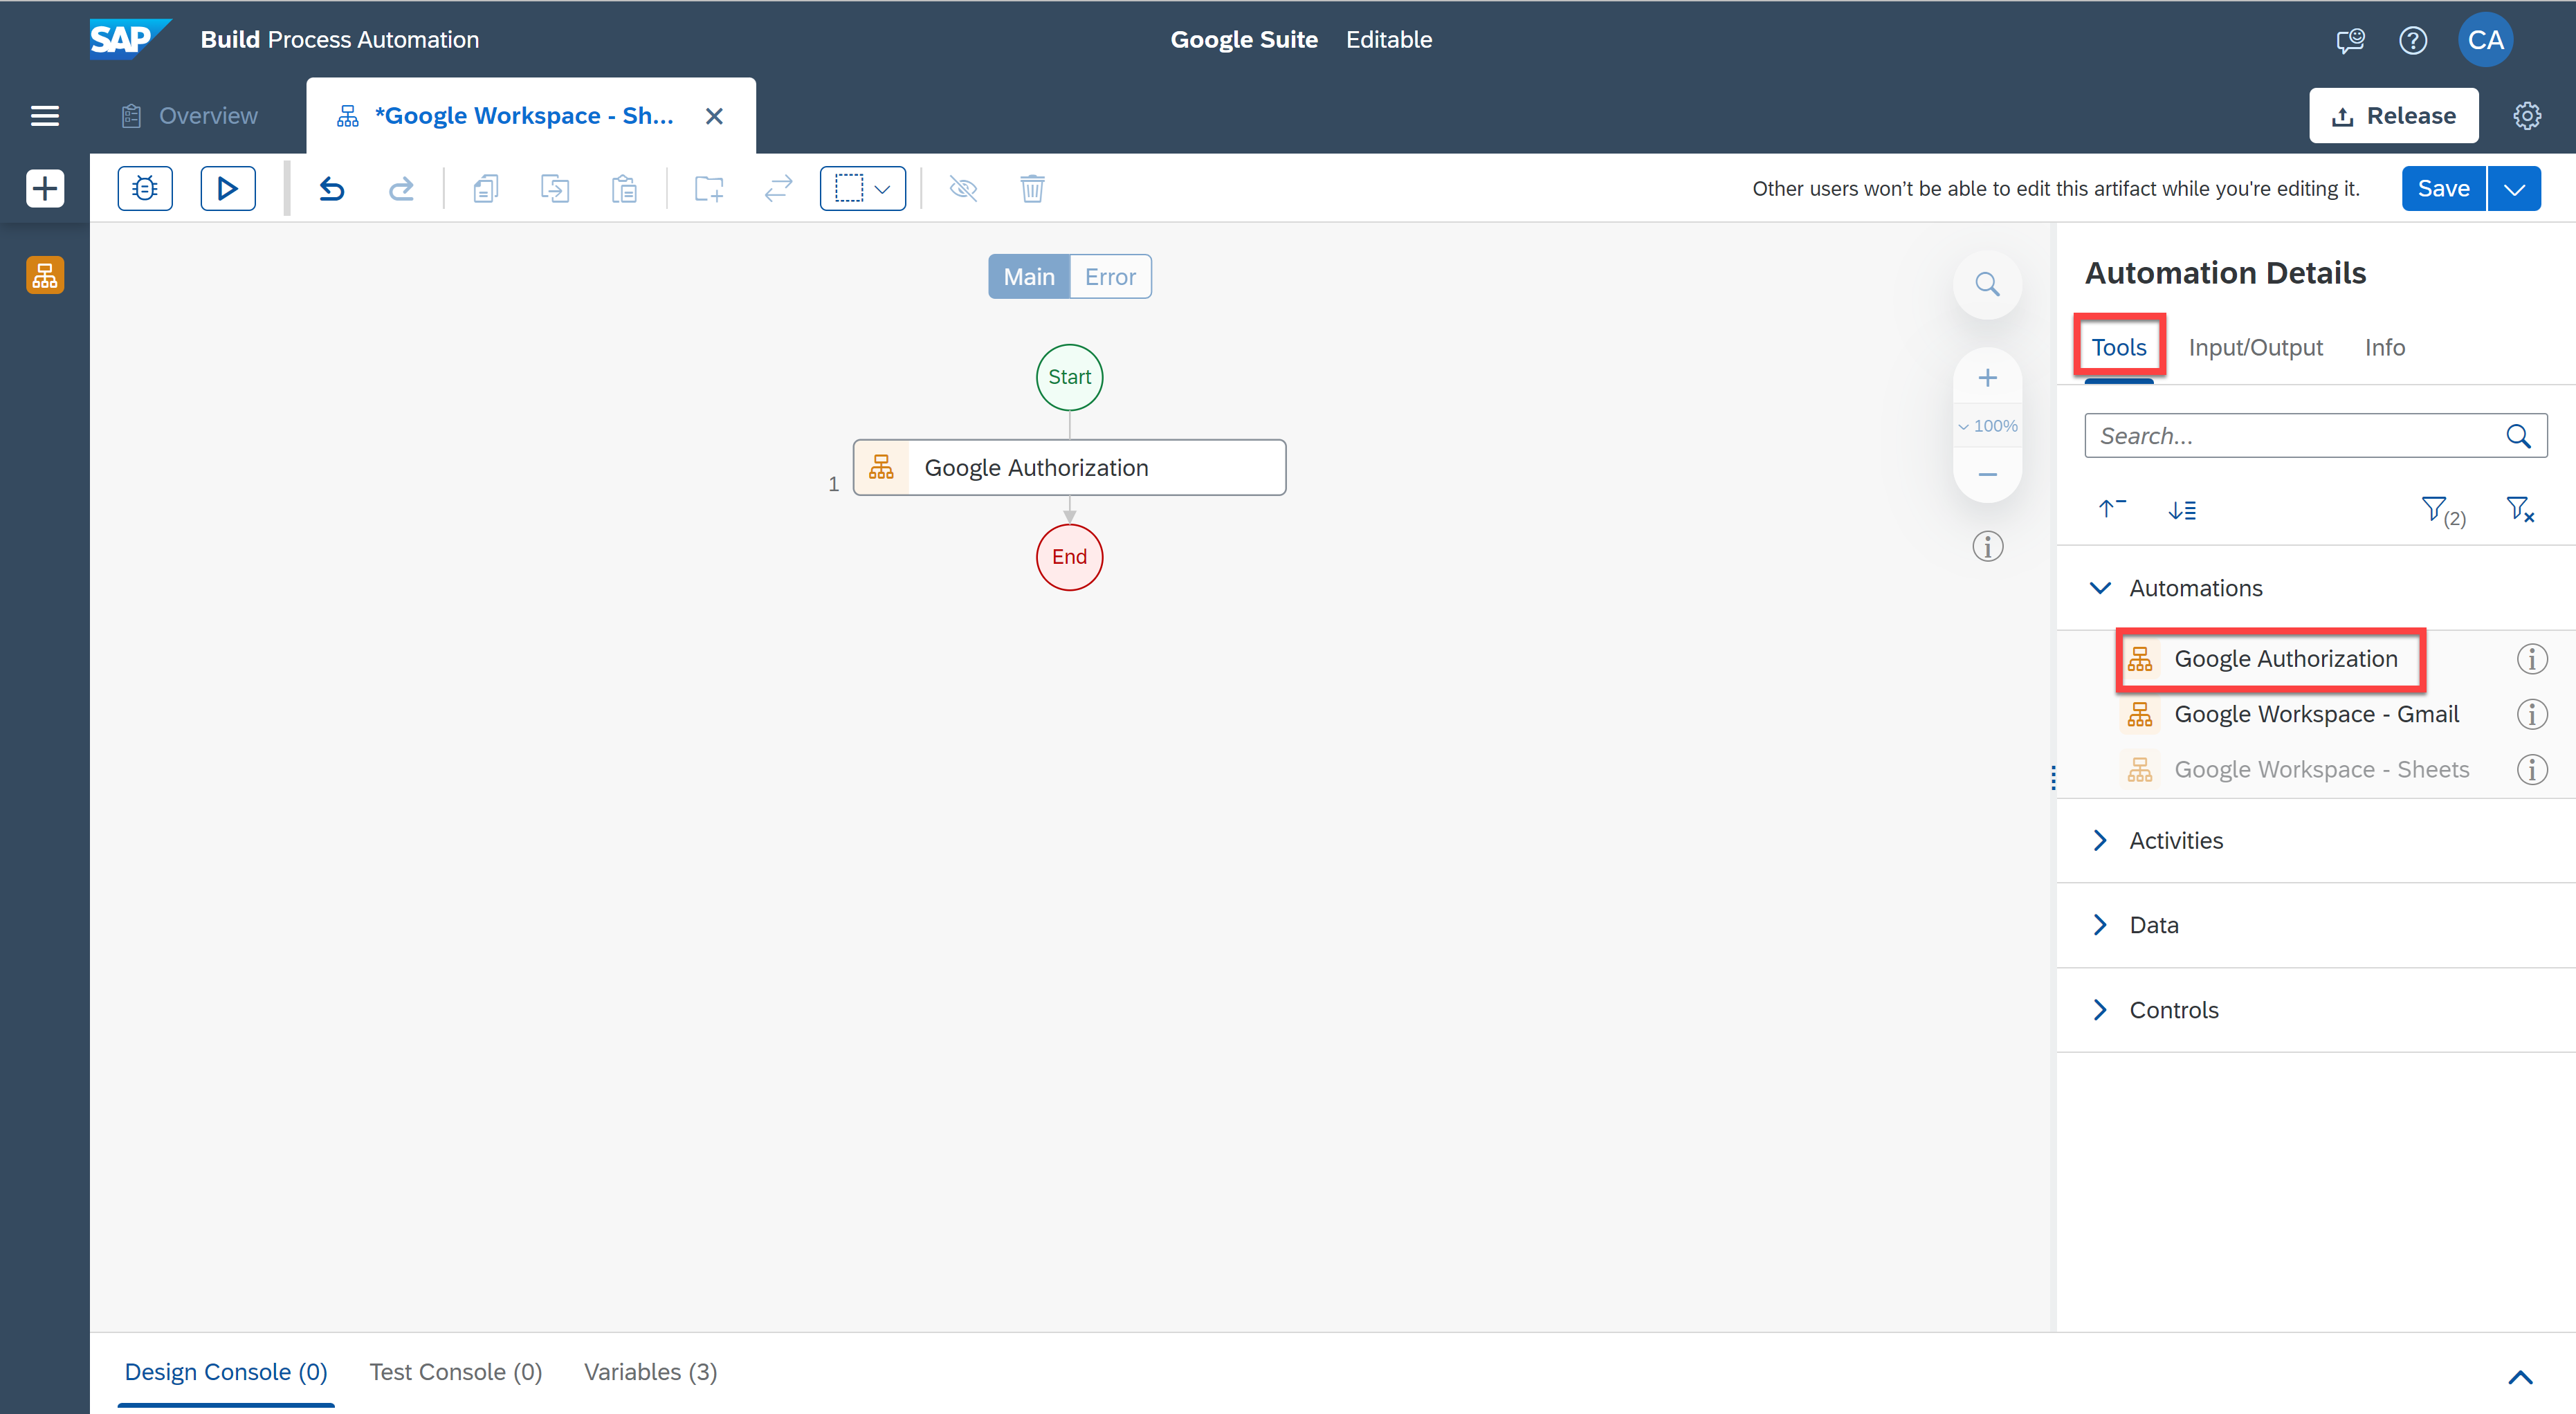 SAP Build Process Automation
Google Suite Editable
CA
Overview
*Google Workspace - Sh...
Release
Other users won't be able to edit this artifact while you're editing it.
Save
Main Error
Start
1
Google Authorization
End
100%
Automation Details
Tools Input/Output Info
Search...
(2)
Automations
Google Authorization
Google Workspace - Gmail
Google Workspace - Sheets
Activities
Data
Controls
Design Console (0) Test Console (0) Variables (3)